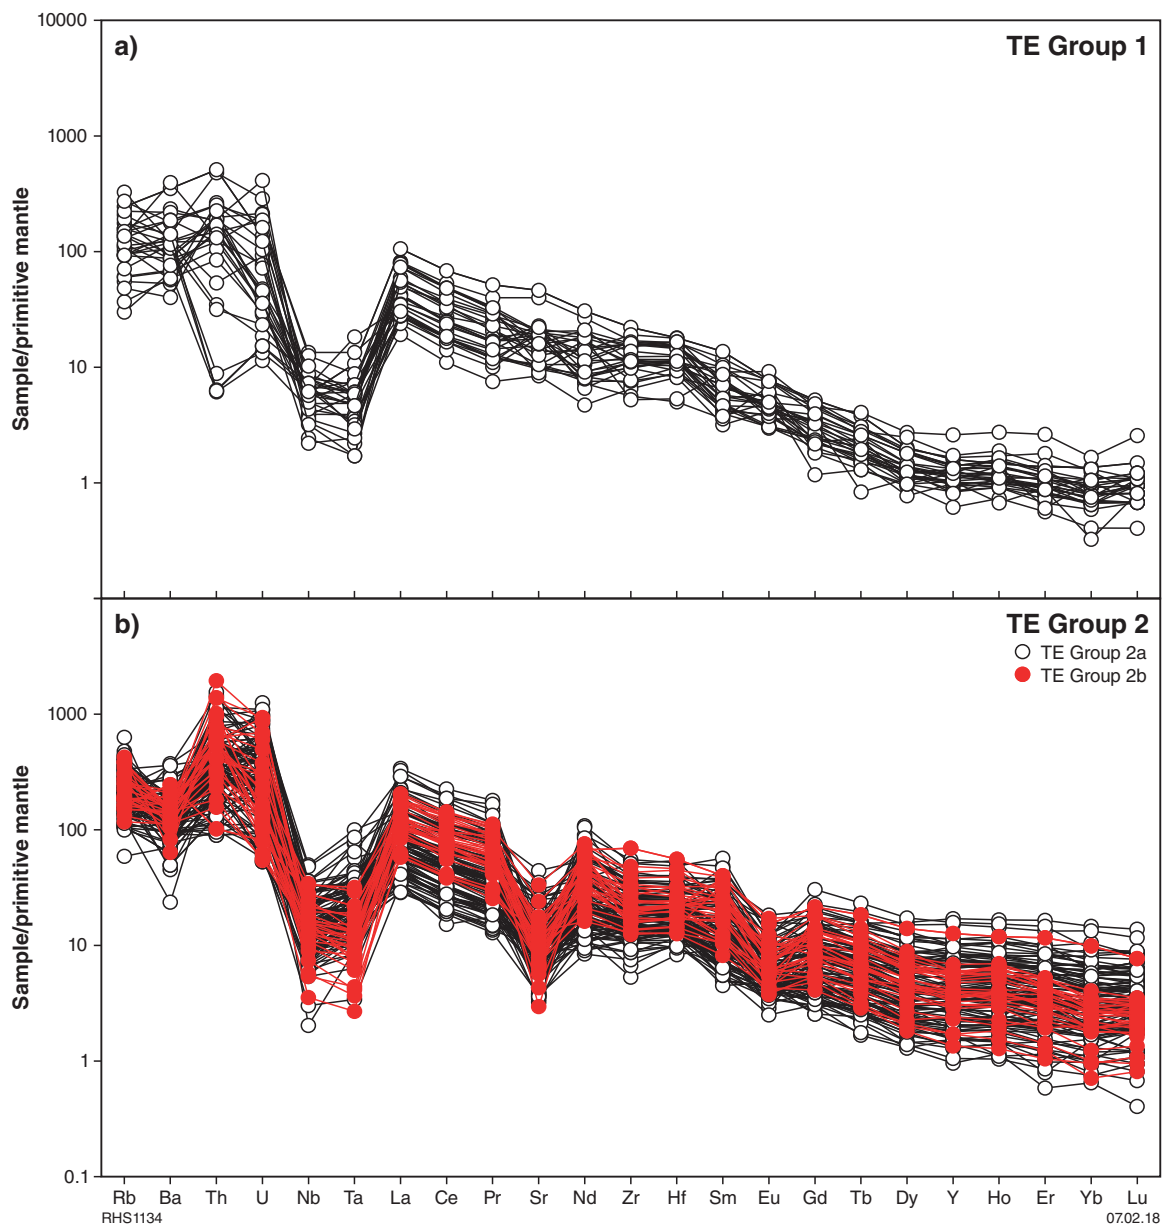 10000
a)
TE Group 1
1000
100
10
1
Sample/primitive mantle
b)
TE Group 2
TE Group 2a
TE Group 2b
1000
100
10
1
0.1
Sample/primitive mantle
Rb Ba Th U Nb Ta La Ce Pr Sr Nd Zr Hf Sm Eu Gd Tb Dy Y Ho Er Yb Lu
RHS1134
07.02.18